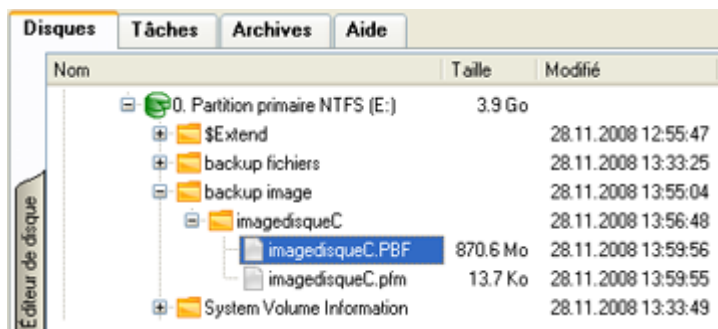 Disques Tâches Archives Aide
Nom Taille Modifié
0. Partition primaire NTFS (E:) 3.9 Go
$Extend 28.11.2008 12:55:47
backup fichiers 28.11.2008 13:33:25
backup image 28.11.2008 13:55:04
imagedisqueC 28.11.2008 13:56:48
imagedisqueC.PBF 870.6 Mo 28.11.2008 13:59:56
imagedisqueC.pfm 13.7 Ko 28.11.2008 13:59:55
System Volume Information 28.11.2008 13:33:49
Éditeur de disque